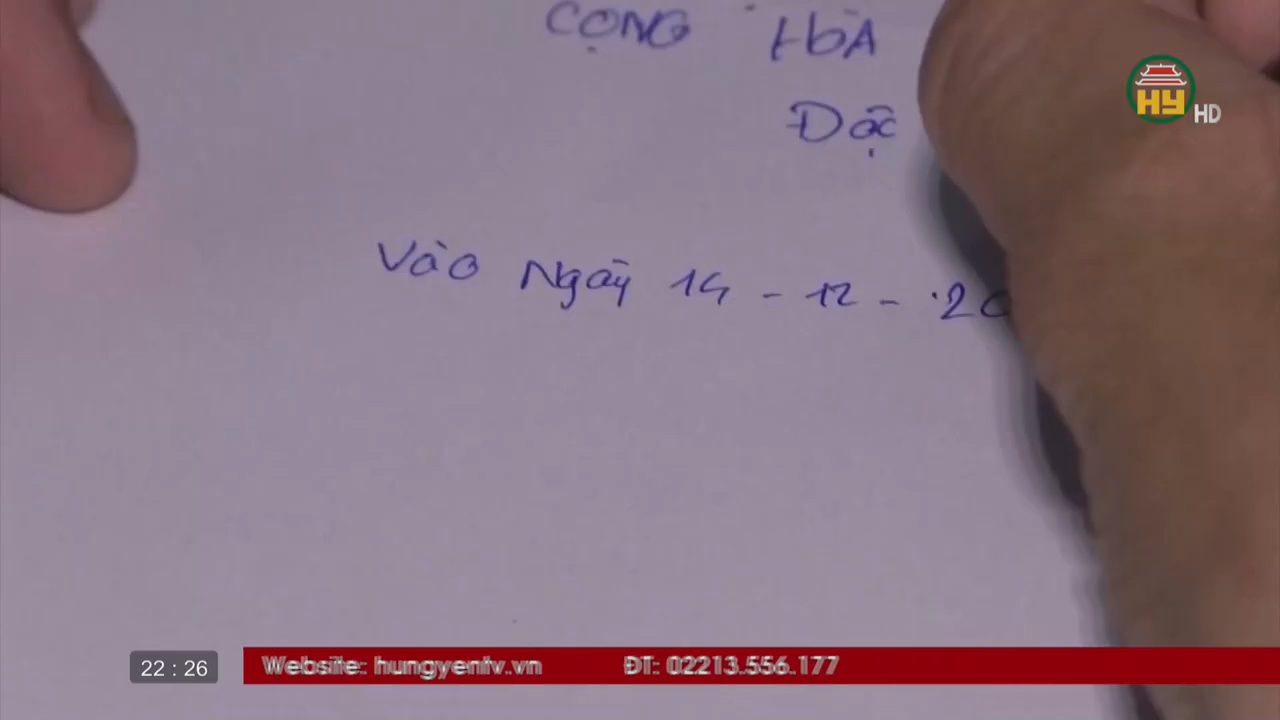 CỘNG HÒA
Độc
Vào Ngày 14 - 12 - 20
HY HD
22 : 26
Website: hungyentv.vn ĐT: 02213.556.177